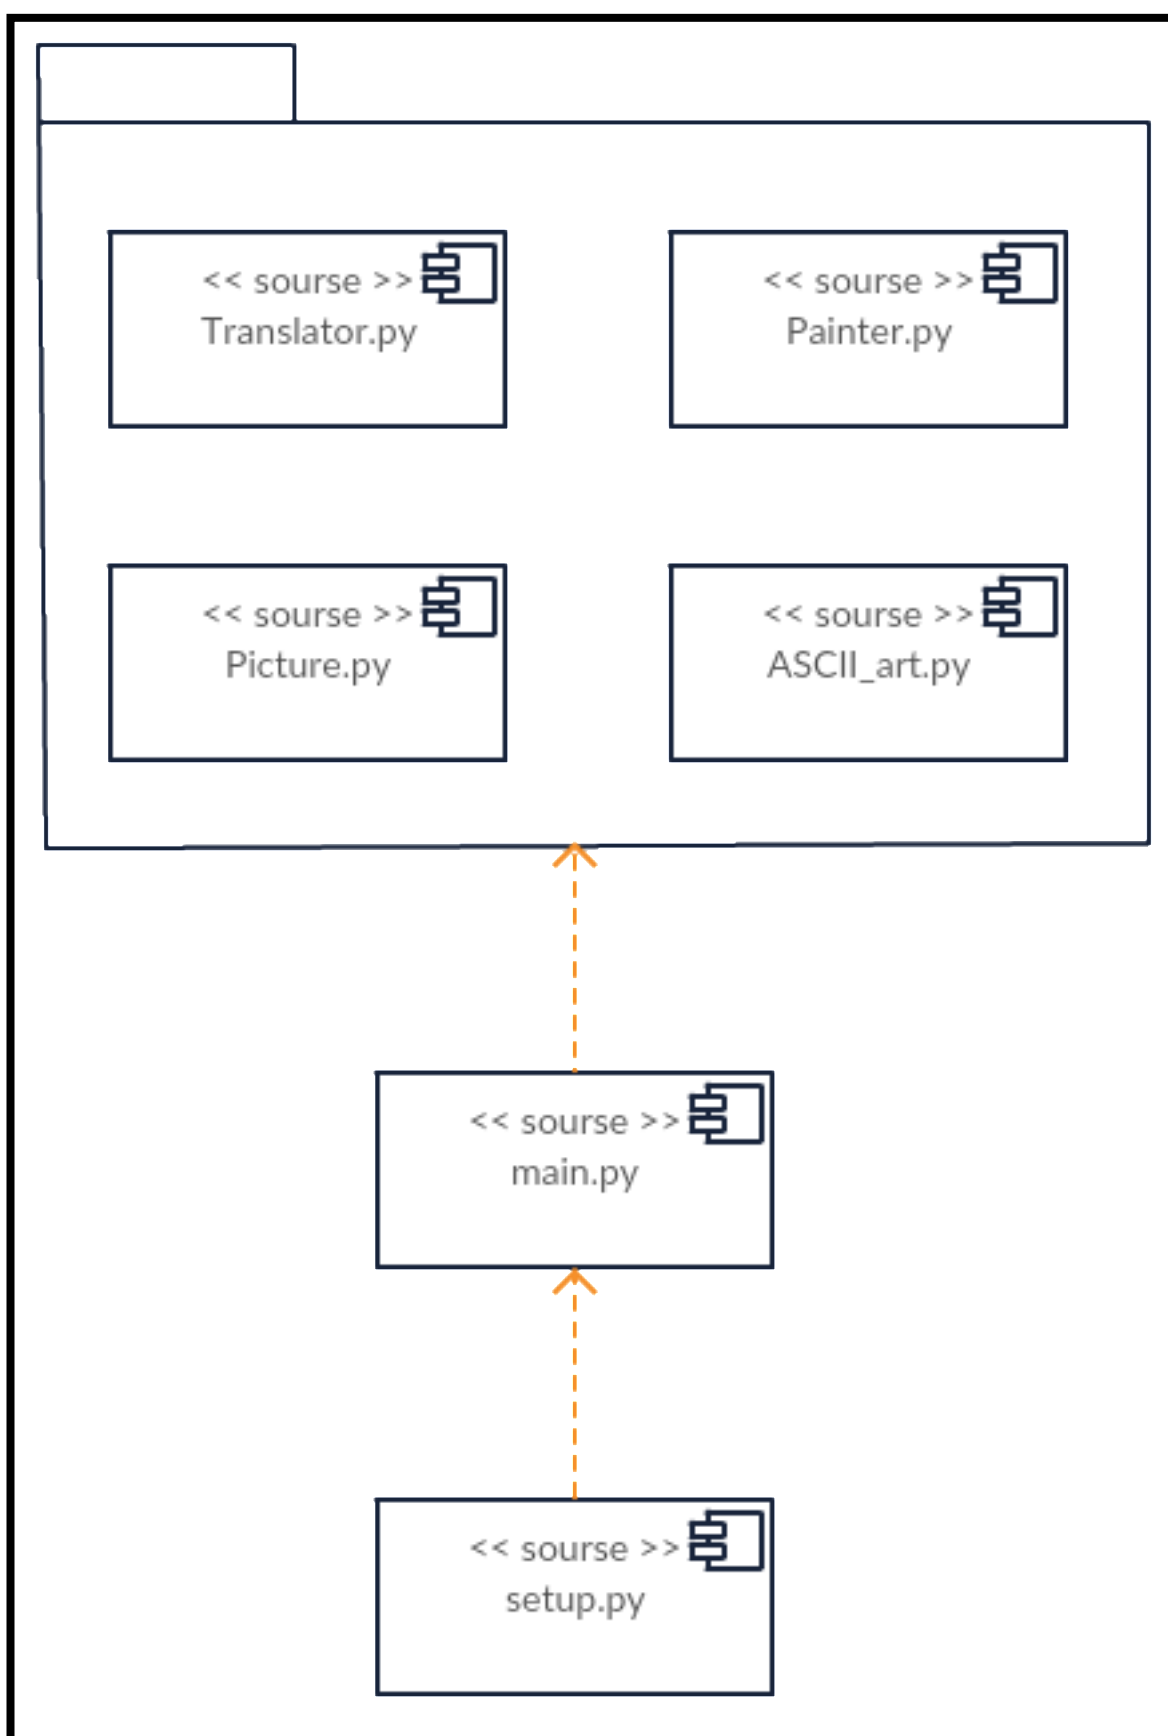 << sourse >>
Translator.py
<< sourse >>
Painter.py
<< sourse >>
Picture.py
<< sourse >>
ASCII_art.py
<< sourse >>
main.py
<< sourse >>
setup.py